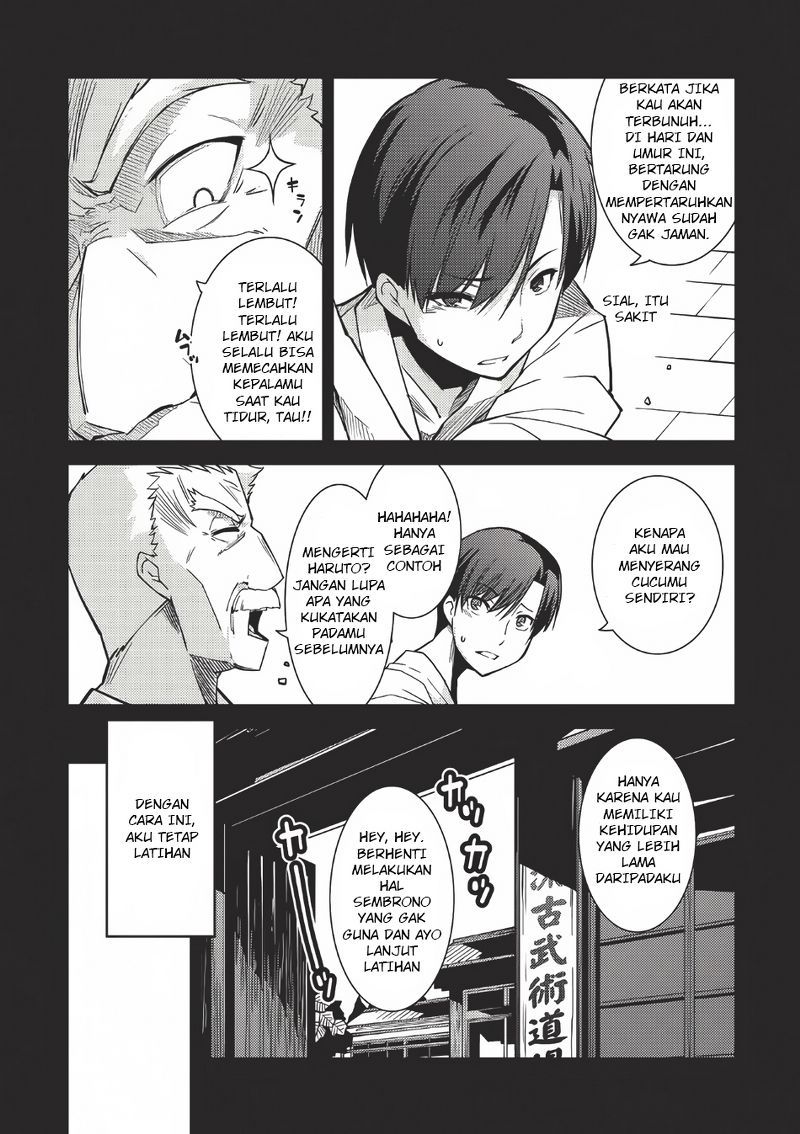 BERKATA JIKA
KAU AKAN
TERBUNUH...
DI HARI DAN
UMUR INI,
BERTARUNG
DENGAN
MEMPERTARUHKAN
NYAWA SUDAH
GAK JAMAN.
SIAL, ITU
SAKIT
キラン
TERLALU
LEMBUT!
TERLALU
LEMBUT! AKU
SELALU BISA
MEMECAHKAN
KEPALAMU
SAAT KAU
TIDUR, TAU!!
KENAPA
AKU MAU
MENYERANG
CUCUMU
SENDIRI?
HAHAHAHA!
HANYA
SEBAGAI
CONTOH
MENGERTI
HARUTO?
JANGAN LUPA
APA YANG
KUKATAKAN
PADAMU
SEBELUMNYA
HANYA
KARENA KAU
MEMILIKI
KEHIDUPAN
YANG LEBIH
LAMA
DARIPADAKU
カッカッ
HEY, HEY.
BERHENTI
MELAKUKAN
HAL
SEMBRONO
YANG GAK
GUNA DAN AYO
LANJUT
LATIHAN
カー
古武術道場
DENGAN
CARA INI,
AKU TETAP
LATIHAN